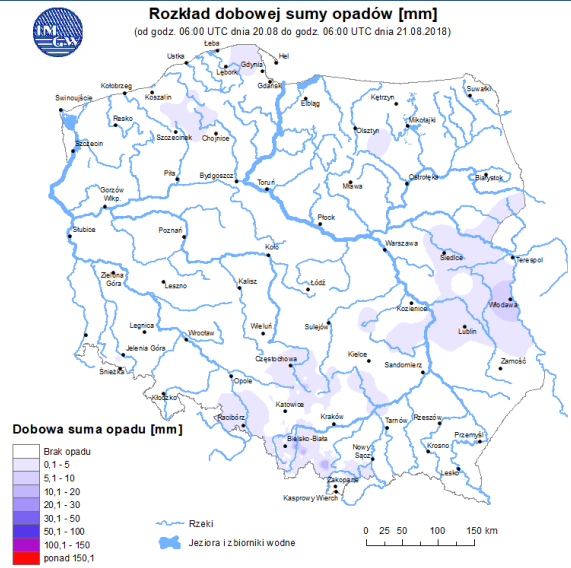 Rozkład dobowej sumy opadów [mm]
(od godz. 06:00 UTC dnia 20.08 do godz. 06:00 UTC dnia 21.08.2018)
IM
GW
Łeba
Ustka
Hel
Gdynia
Lębork
Gdańsk
Suwałki
Kołobrzeg
Koszalin
Kętrzyn
Świnoujście
Elbląg
Resko
Mikołajki
Olsztyn
Szczecinek
Chojnice
Szczecin
Piła
Bydgoszcz
Toruń
Mława
Ostrołęka
Białystok
Gorzów
Wlkp.
Płock
Słubice
Poznań
Warszawa
Koło
Siedlce
Terespol
Zielona
Góra
Leszno
Kalisz
Łódź
Kozienice
Włodawa
Legnica
Wrocław
Wieluń
Sulejów
Lublin
Jelenia Góra
Kielce
Częstochowa
Sandomierz
Zamość
Śnieżka
Opole
Kłodzko
Katowice
Racibórz
Kraków
Tarnów
Rzeszów
Dobowa suma opadu [mm]
Bielsko-Biała
Nowy
Sącz
Krosno
Przemyśl
Brak opadu
0,1 - 5
5,1 - 10
10,1 - 20
20,1 - 30
30,1 - 50
50,1 - 100
100,1 - 150
ponad 150,1
Lesko
Zakopane
Kasprowy Wierch
Rzeki
Jeziora i zbiorniki wodne
0 25 50 100 150 km